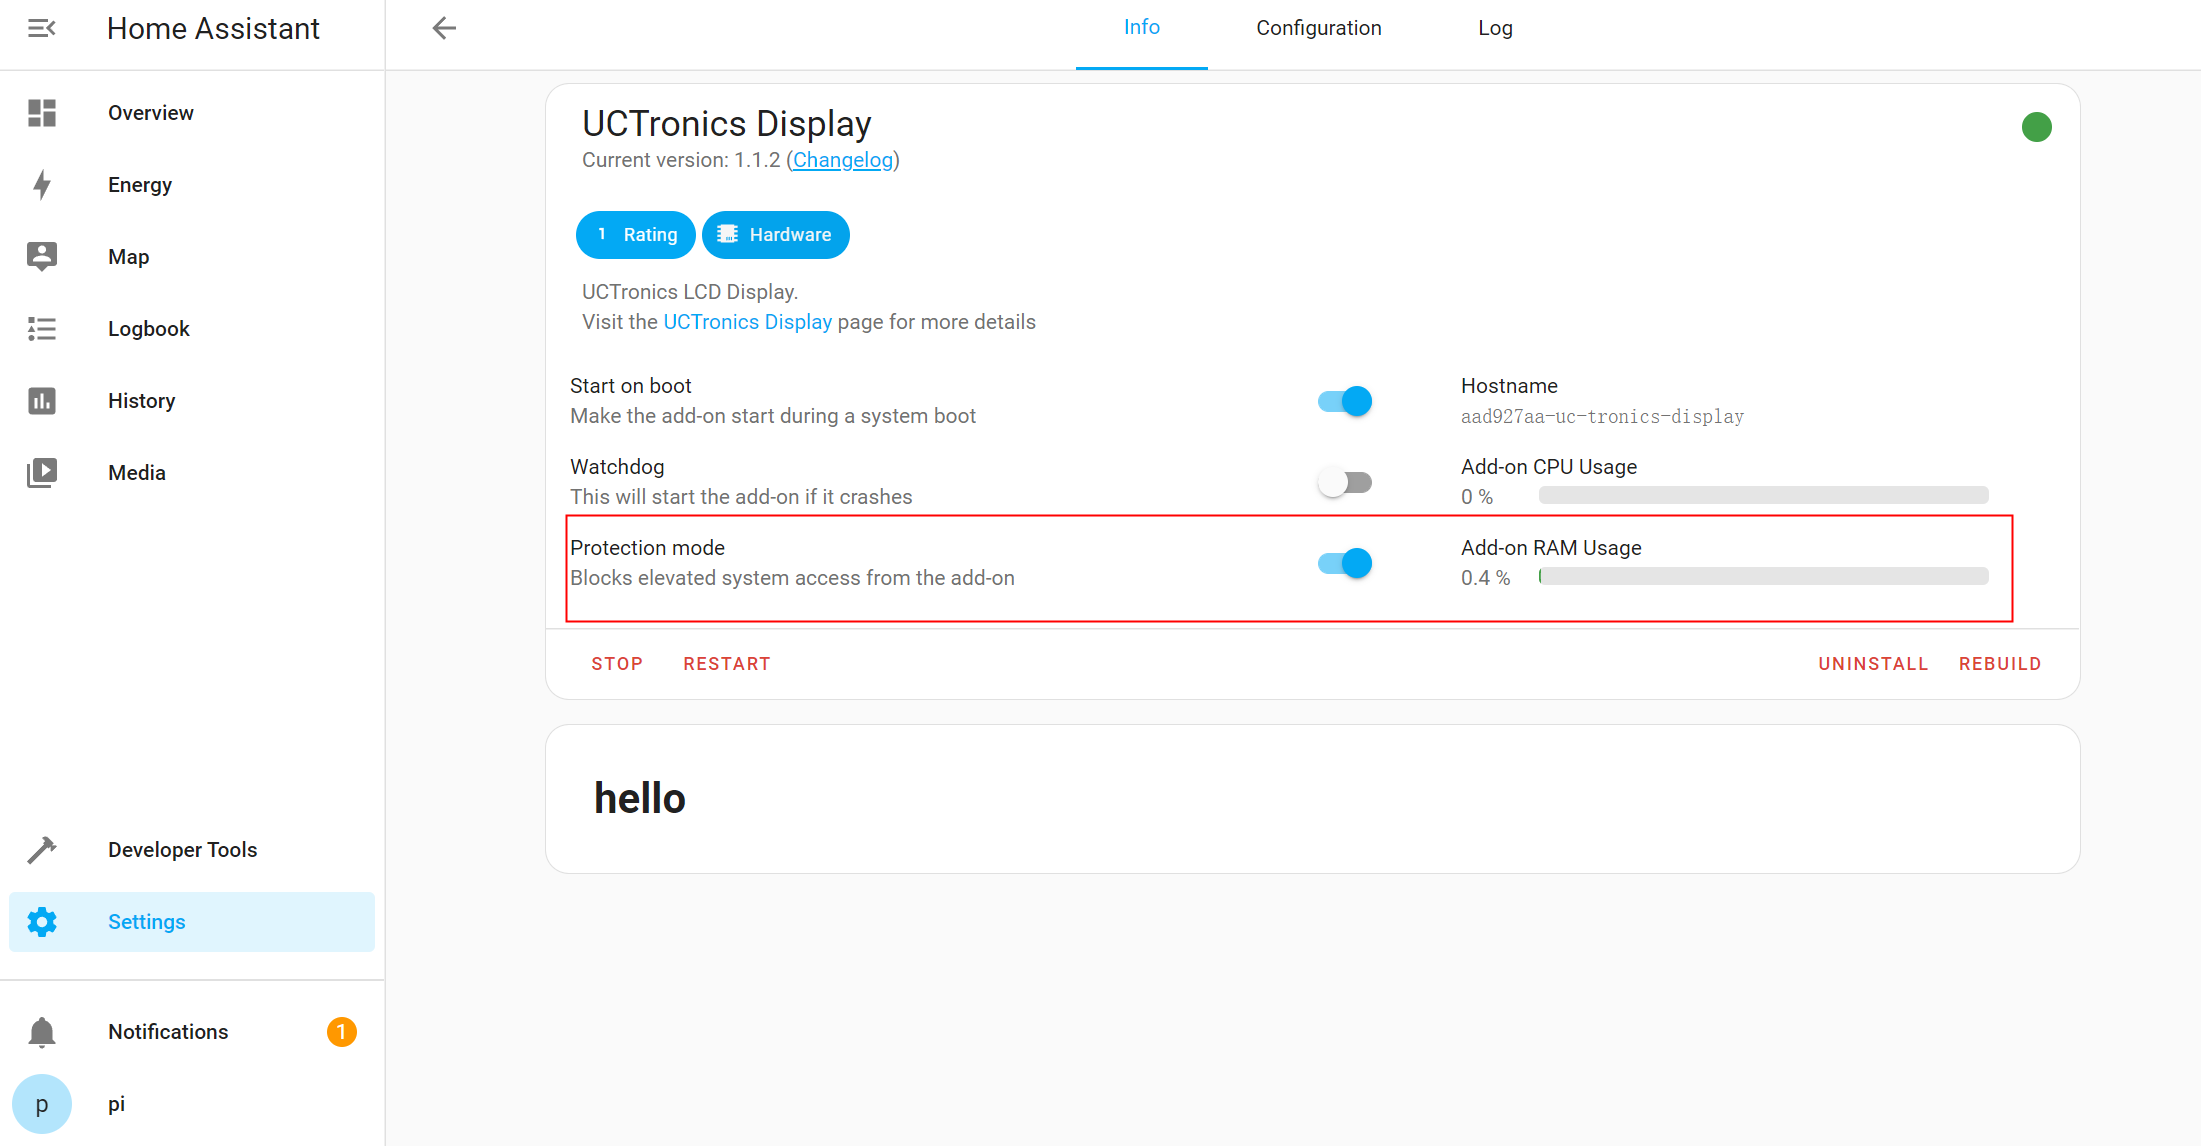 Home Assistant
Overview
Energy
Map
Logbook
History
Media
Developer Tools
Settings
Notifications
1
p
pi
Info
Configuration
Log
UCTronics Display
Current version: 1.1.2 (Changelog)
1 Rating
Hardware
UCTronics LCD Display.
Visit the UCTronics Display page for more details
Start on boot
Make the add-on start during a system boot
Hostname
aad927aa-uc-tronics-display
Watchdog
This will start the add-on if it crashes
Add-on CPU Usage
0 %
Protection mode
Blocks elevated system access from the add-on
Add-on RAM Usage
0.4 %
STOP
RESTART
UNINSTALL
REBUILD
hello